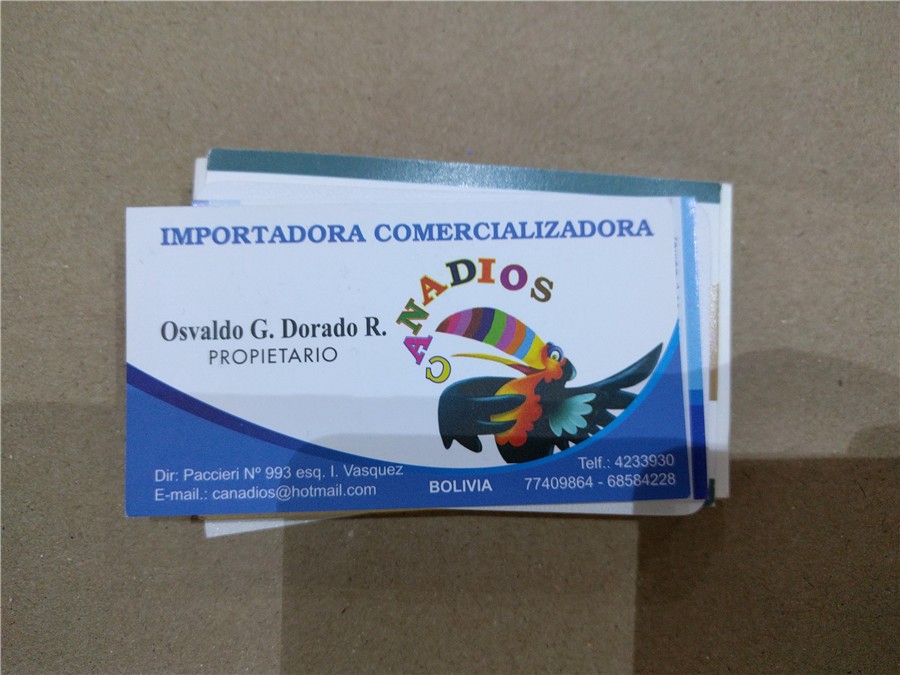 IMPORTADORA COMERCIALIZADORA
CANADIOS
Osvaldo G. Dorado R.
PROPIETARIO
Dir: Paccieri Nº 993 esq. I. Vasquez
E-mail.: canadios@hotmail.com
BOLIVIA
Telf.: 4233930
77409864 - 68584228